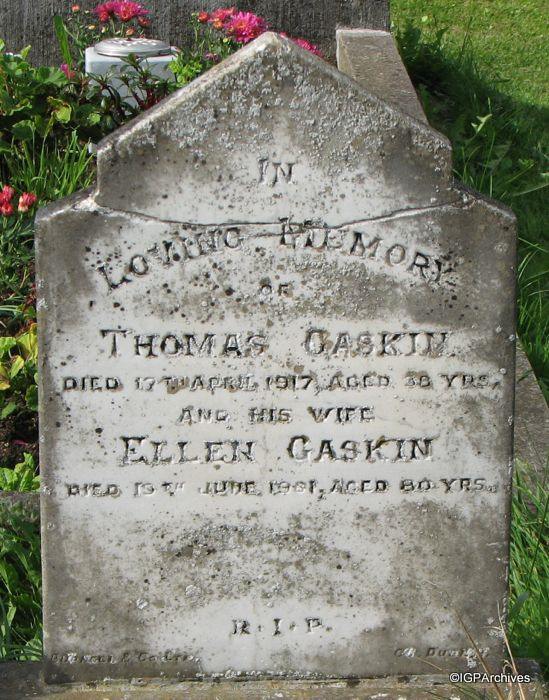 IN
LOVING MEMORY
OF
THOMAS GASKIN
DIED 17TH APRIL 1917, AGED 38 YRS,
AND HIS WIFE
ELLEN GASKIN
DIED 19TH JUNE 1961, AGED 80 YRS.
R·I·P.
©IGPArchives